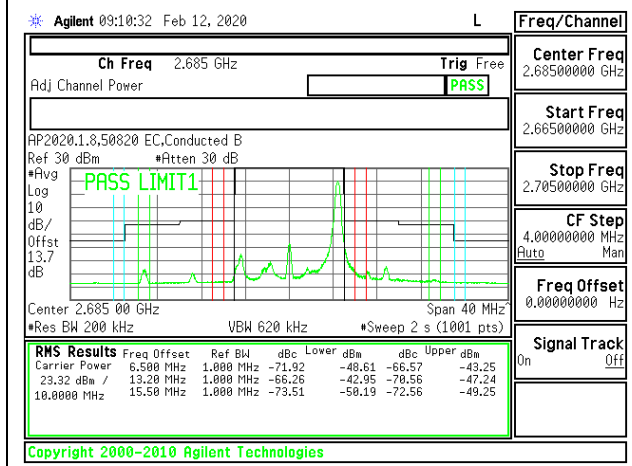 Agilent 09:10:32 Feb 12, 2020 L Freq/Channel
Ch Freq 2.685 GHz Trig Free
Adj Channel Power PASS
Center Freq
2.68500000 GHz
Start Freq
2.66500000 GHz
AP2020.1.8,50820 EC,Conducted B
Ref 30 dBm #Atten 30 dB
#Avg
Log
10
dB/
Offst
13.7
dB
PASS LIMIT1
Stop Freq
2.70500000 GHz
CF Step
4.00000000 MHz
Auto Man
Freq Offset
0.00000000 Hz
Center 2.685 00 GHz Span 40 MHz^
#Res BW 200 kHz VBW 620 kHz #Sweep 2 s (1001 pts)
Signal Track
On Off
RMS Results Freq Offset Ref BW dBc Lower dBm dBc Upper dBm
Carrier Power 6.500 MHz 1.000 MHz -71.92 -48.61 -66.57 -43.25
23.32 dBm / 13.20 MHz 1.000 MHz -66.26 -42.95 -70.56 -47.24
10.0000 MHz 15.50 MHz 1.000 MHz -73.51 -50.19 -72.56 -49.25
Copyright 2000-2010 Agilent Technologies